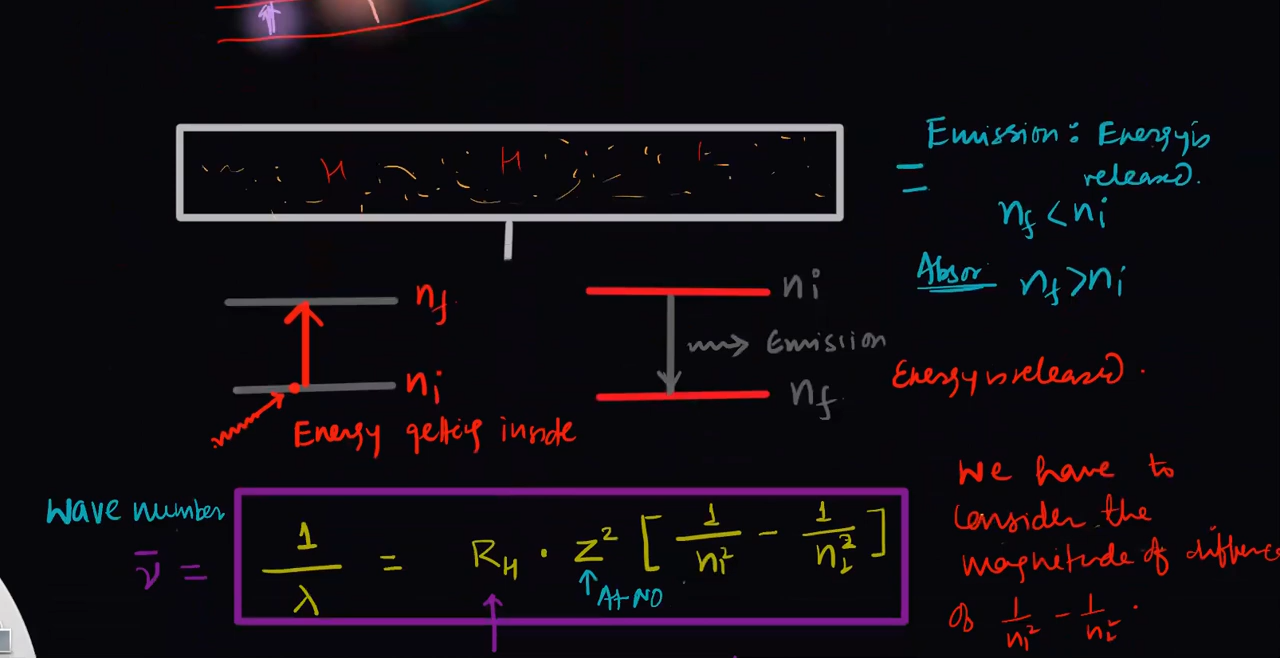 H H
Emission: Energy is
released.
nf < ni
Absor nf > ni
nf
ni
Energy getting inside
ni
Emission
nf
Energy is released.
Wave number
ν̄ =
1/λ = RH · Z² [1/n₁² − 1/n₂²]
At NO
We have to
consider the
magnitude of differenc
of 1/n₁² − 1/n₂²